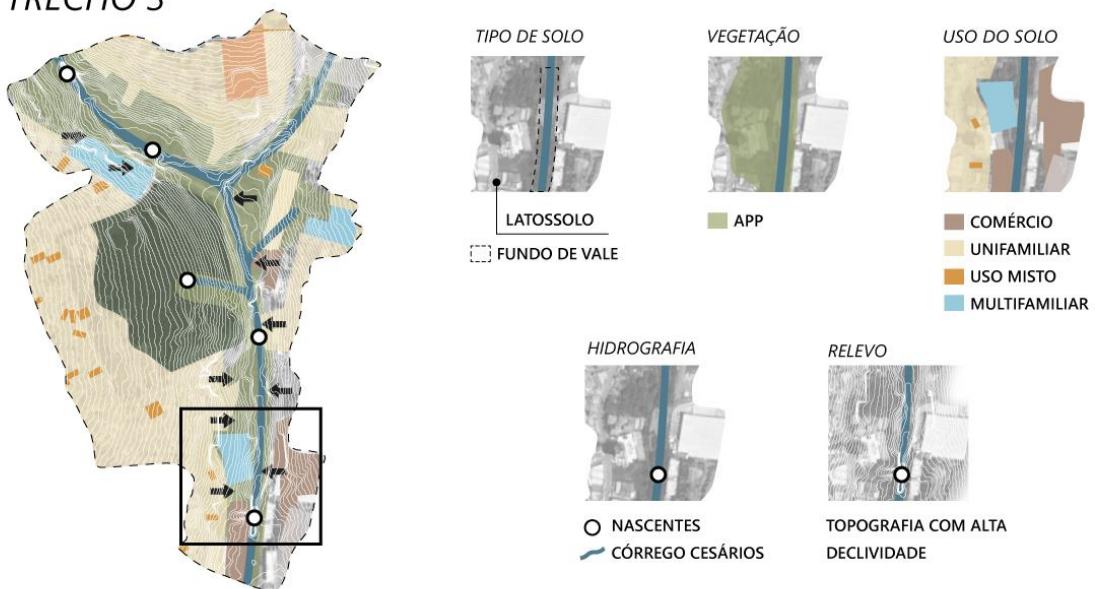 TRECHO 3
TIPO DE SOLO
VEGETAÇÃO
USO DO SOLO
LATOSSOLO
FUNDO DE VALE
APP
COMÉRCIO
UNIFAMILIAR
USO MISTO
MULTIFAMILIAR
HIDROGRAFIA
RELEVO
NASCENTES
CÓRREGO CESÁRIOS
TOPOGRAFIA COM ALTA
DECLIVIDADE